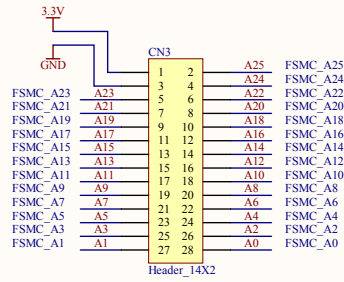 3.3V
GND
CN3
1 2 A25 FSMC_A25
3 4 A24 FSMC_A24
FSMC_A23 A23 5 6 A22 FSMC_A22
FSMC_A21 A21 7 8 A20 FSMC_A20
FSMC_A19 A19 9 10 A18 FSMC_A18
FSMC_A17 A17 11 12 A16 FSMC_A16
FSMC_A15 A15 13 14 A14 FSMC_A14
FSMC_A13 A13 15 16 A12 FSMC_A12
FSMC_A11 A11 17 18 A10 FSMC_A10
FSMC_A9 A9 19 20 A8 FSMC_A8
FSMC_A7 A7 21 22 A6 FSMC_A6
FSMC_A5 A5 23 24 A4 FSMC_A4
FSMC_A3 A3 25 26 A2 FSMC_A2
FSMC_A1 A1 27 28 A0 FSMC_A0
Header_14X2